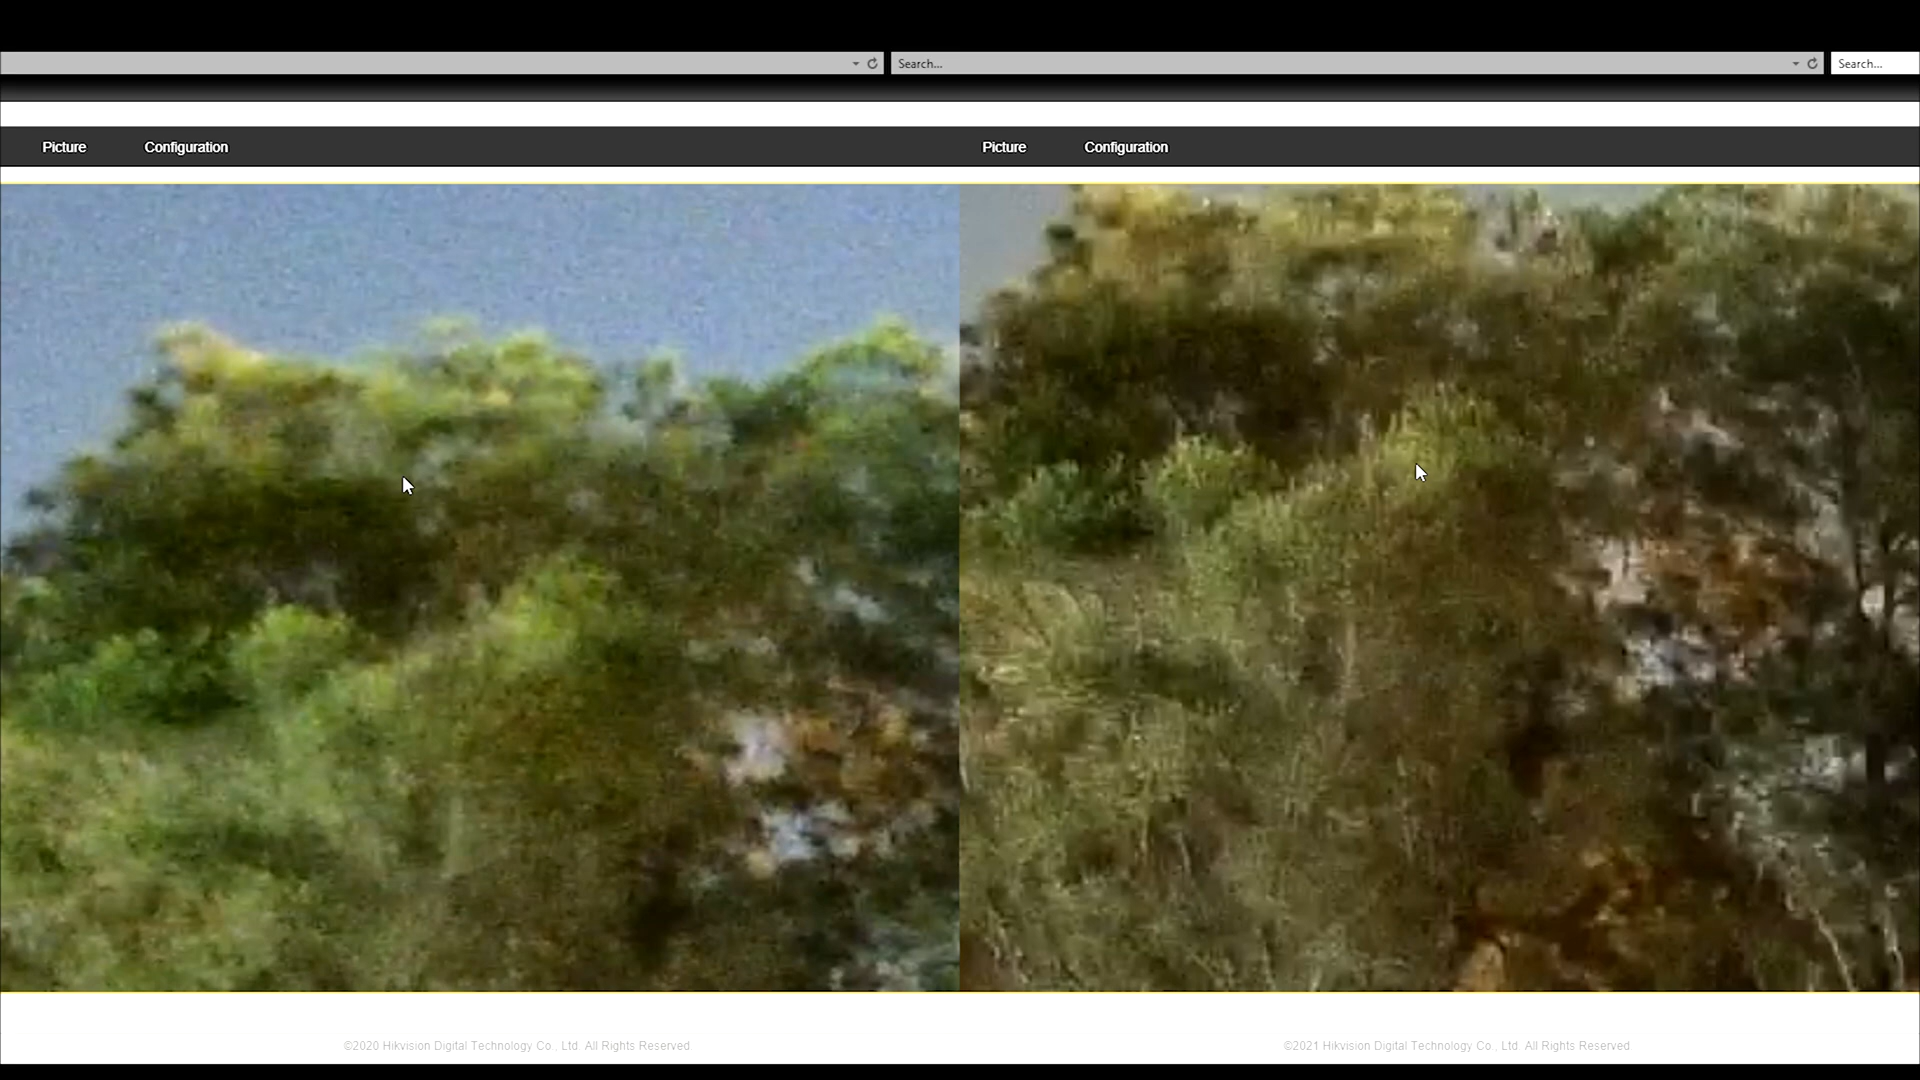 Search...
Search...
Picture Configuration
Picture Configuration
©2020 Hikvision Digital Technology Co., Ltd. All Rights Reserved.
©2021 Hikvision Digital Technology Co., Ltd. All Rights Reserved.